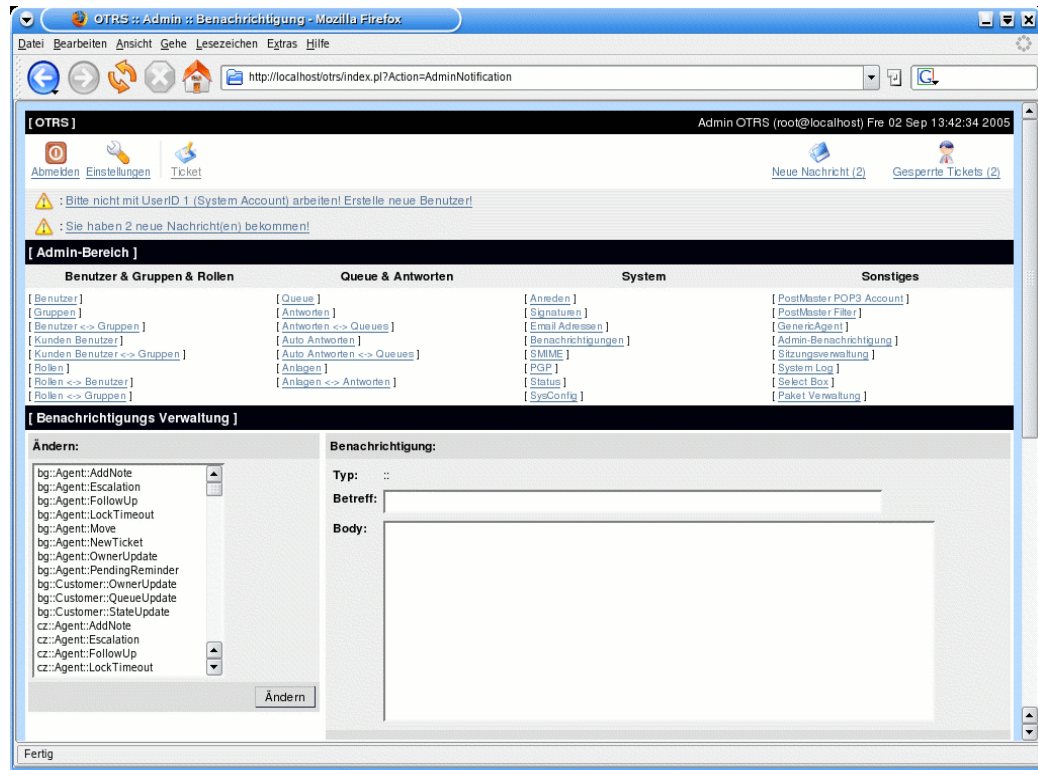 OTRS :: Admin :: Benachrichtigung - Mozilla Firefox
Datei Bearbeiten Ansicht Gehe Lesezeichen Extras Hilfe
http://localhost/otrs/index.pl?Action=AdminNotification
[ OTRS ]
Admin OTRS (root@localhost) Fre 02 Sep 13:42:34 2005
Abmelden Einstellungen Ticket
Neue Nachricht (2) Gesperrte Tickets (2)
: Bitte nicht mit UserID 1 (System Account) arbeiten! Erstelle neue Benutzer!
: Sie haben 2 neue Nachricht(en) bekommen!
[ Admin-Bereich ]
Benutzer & Gruppen & Rollen
[ Benutzer ]
[ Gruppen ]
[ Benutzer <-> Gruppen ]
[ Kunden Benutzer ]
[ Kunden Benutzer <-> Gruppen ]
[ Rollen ]
[ Rollen <-> Benutzer ]
[ Rollen <-> Gruppen ]
Queue & Antworten
[ Queue ]
[ Antworten ]
[ Antworten <-> Queues ]
[ Auto Antworten ]
[ Auto Antworten <-> Queues ]
[ Anlagen ]
[ Anlagen <-> Antworten ]
System
[ Anreden ]
[ Signaturen ]
[ Email Adressen ]
[ Benachrichtigungen ]
[ SMIME ]
[ PGP ]
[ Status ]
[ SysConfig ]
Sonstiges
[ PostMaster POP3 Account ]
[ PostMaster Filter ]
[ GenericAgent ]
[ Admin-Benachrichtigung ]
[ Sitzungsverwaltung ]
[ System Log ]
[ Select Box ]
[ Paket Verwaltung ]
[ Benachrichtigungs Verwaltung ]
Ändern:
bg::Agent::AddNote
bg::Agent::Escalation
bg::Agent::FollowUp
bg::Agent::LockTimeout
bg::Agent::Move
bg::Agent::NewTicket
bg::Agent::OwnerUpdate
bg::Agent::PendingReminder
bg::Customer::OwnerUpdate
bg::Customer::QueueUpdate
bg::Customer::StateUpdate
cz::Agent::AddNote
cz::Agent::Escalation
cz::Agent::FollowUp
cz::Agent::LockTimeout
Ändern
Benachrichtigung:
Typ: ::
Betreff:
Body:
Fertig